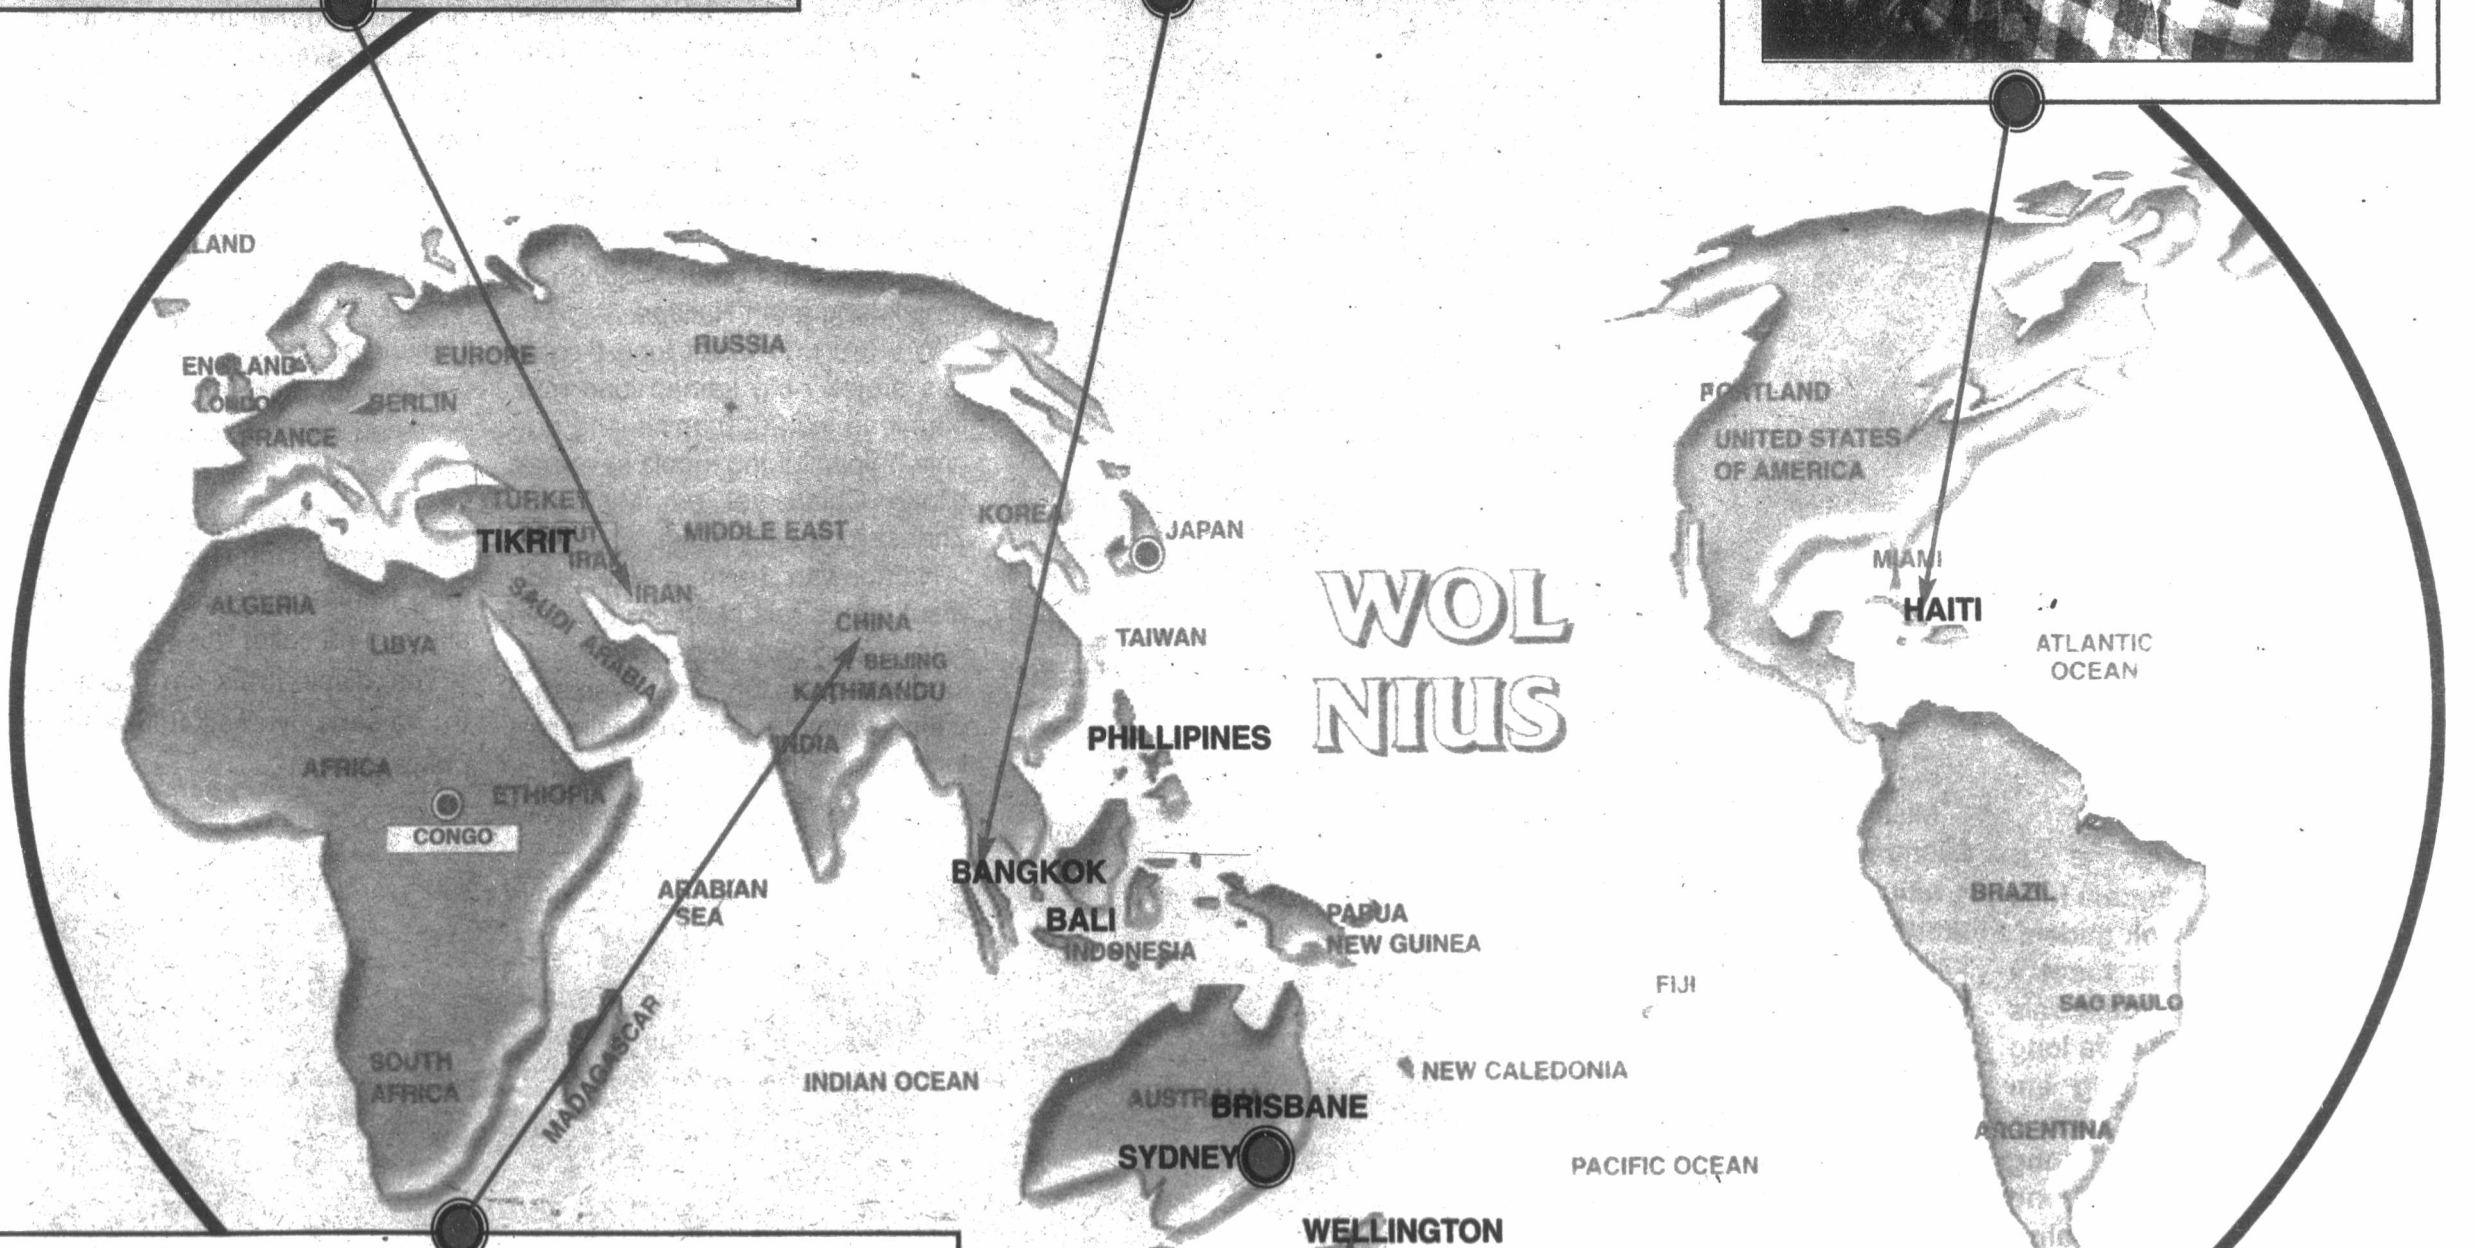 LAND
ENGLAND
LONDON
EUROPE
RUSSIA
BERLIN
FRANCE
TURKEY
TIKRIT
MIDDLE EAST
IRAN
KOREA
JAPAN
ALGERIA
LIBYA
SAUDI ARABIA
CHINA
BEIJING
KATHMANDU
TAIWAN
INDIA
PHILLIPINES
WOL
NIUS
AFRICA
ETHIOPIA
CONGO
ARABIAN
SEA
BANGKOK
BALI
INDONESIA
PAPUA
NEW GUINEA
SOUTH
AFRICA
MADAGASCAR
INDIAN OCEAN
AUSTRALIA
BRISBANE
SYDNEY
WELLINGTON
FIJI
NEW CALEDONIA
PACIFIC OCEAN
PORTLAND
UNITED STATES
OF AMERICA
MIAMI
HAITI
ATLANTIC
OCEAN
BRAZIL
SAO PAULO
ARGENTINA